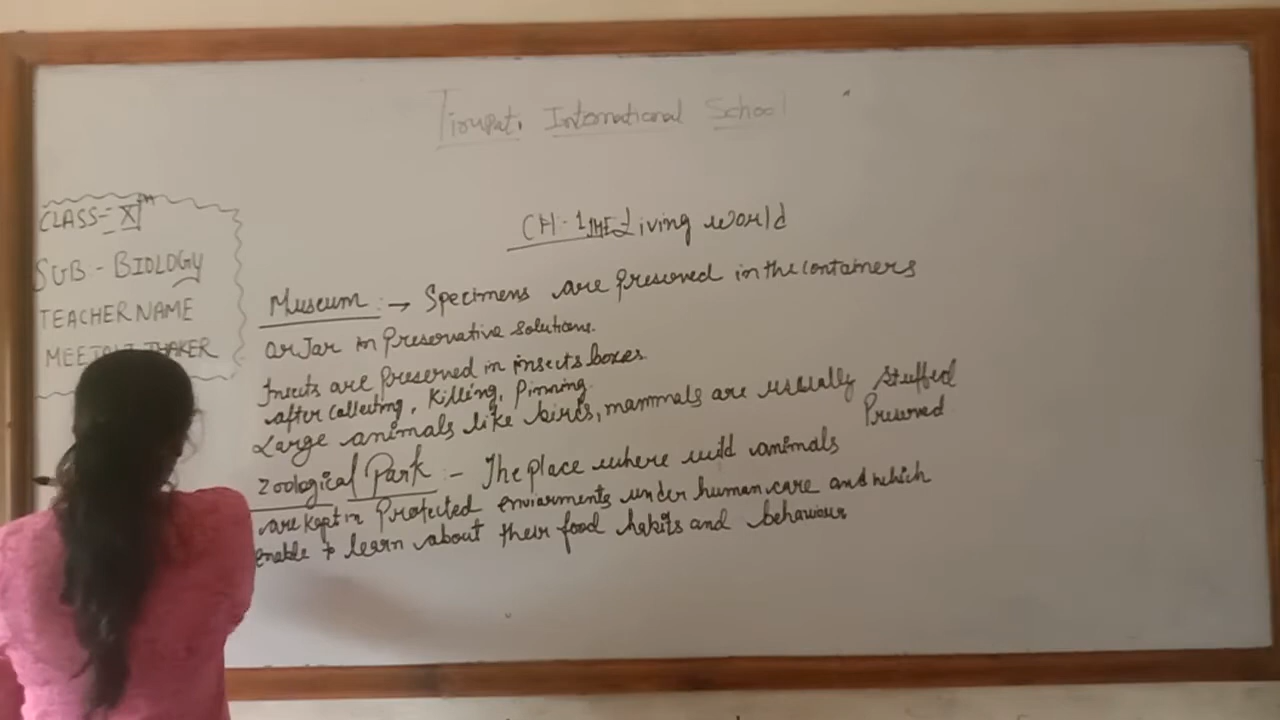 Tirupati International School
CLASS- XIth
SUB - BIOLOGY
TEACHER NAME
THAKER
CH-1 THE Living world
Museum :→ Specimens are preserved in the containers
or Jar in Preservative solutions.
Insects are preserved in insects boxes.
after collecting, Killing, Pinning.
Large animals like birds, mammals are usually stuffed
Preserved
Zoological Park :- The place where wild animals
are kept in Protected enviarments under human care and which
enable to learn about their food habits and behaviour